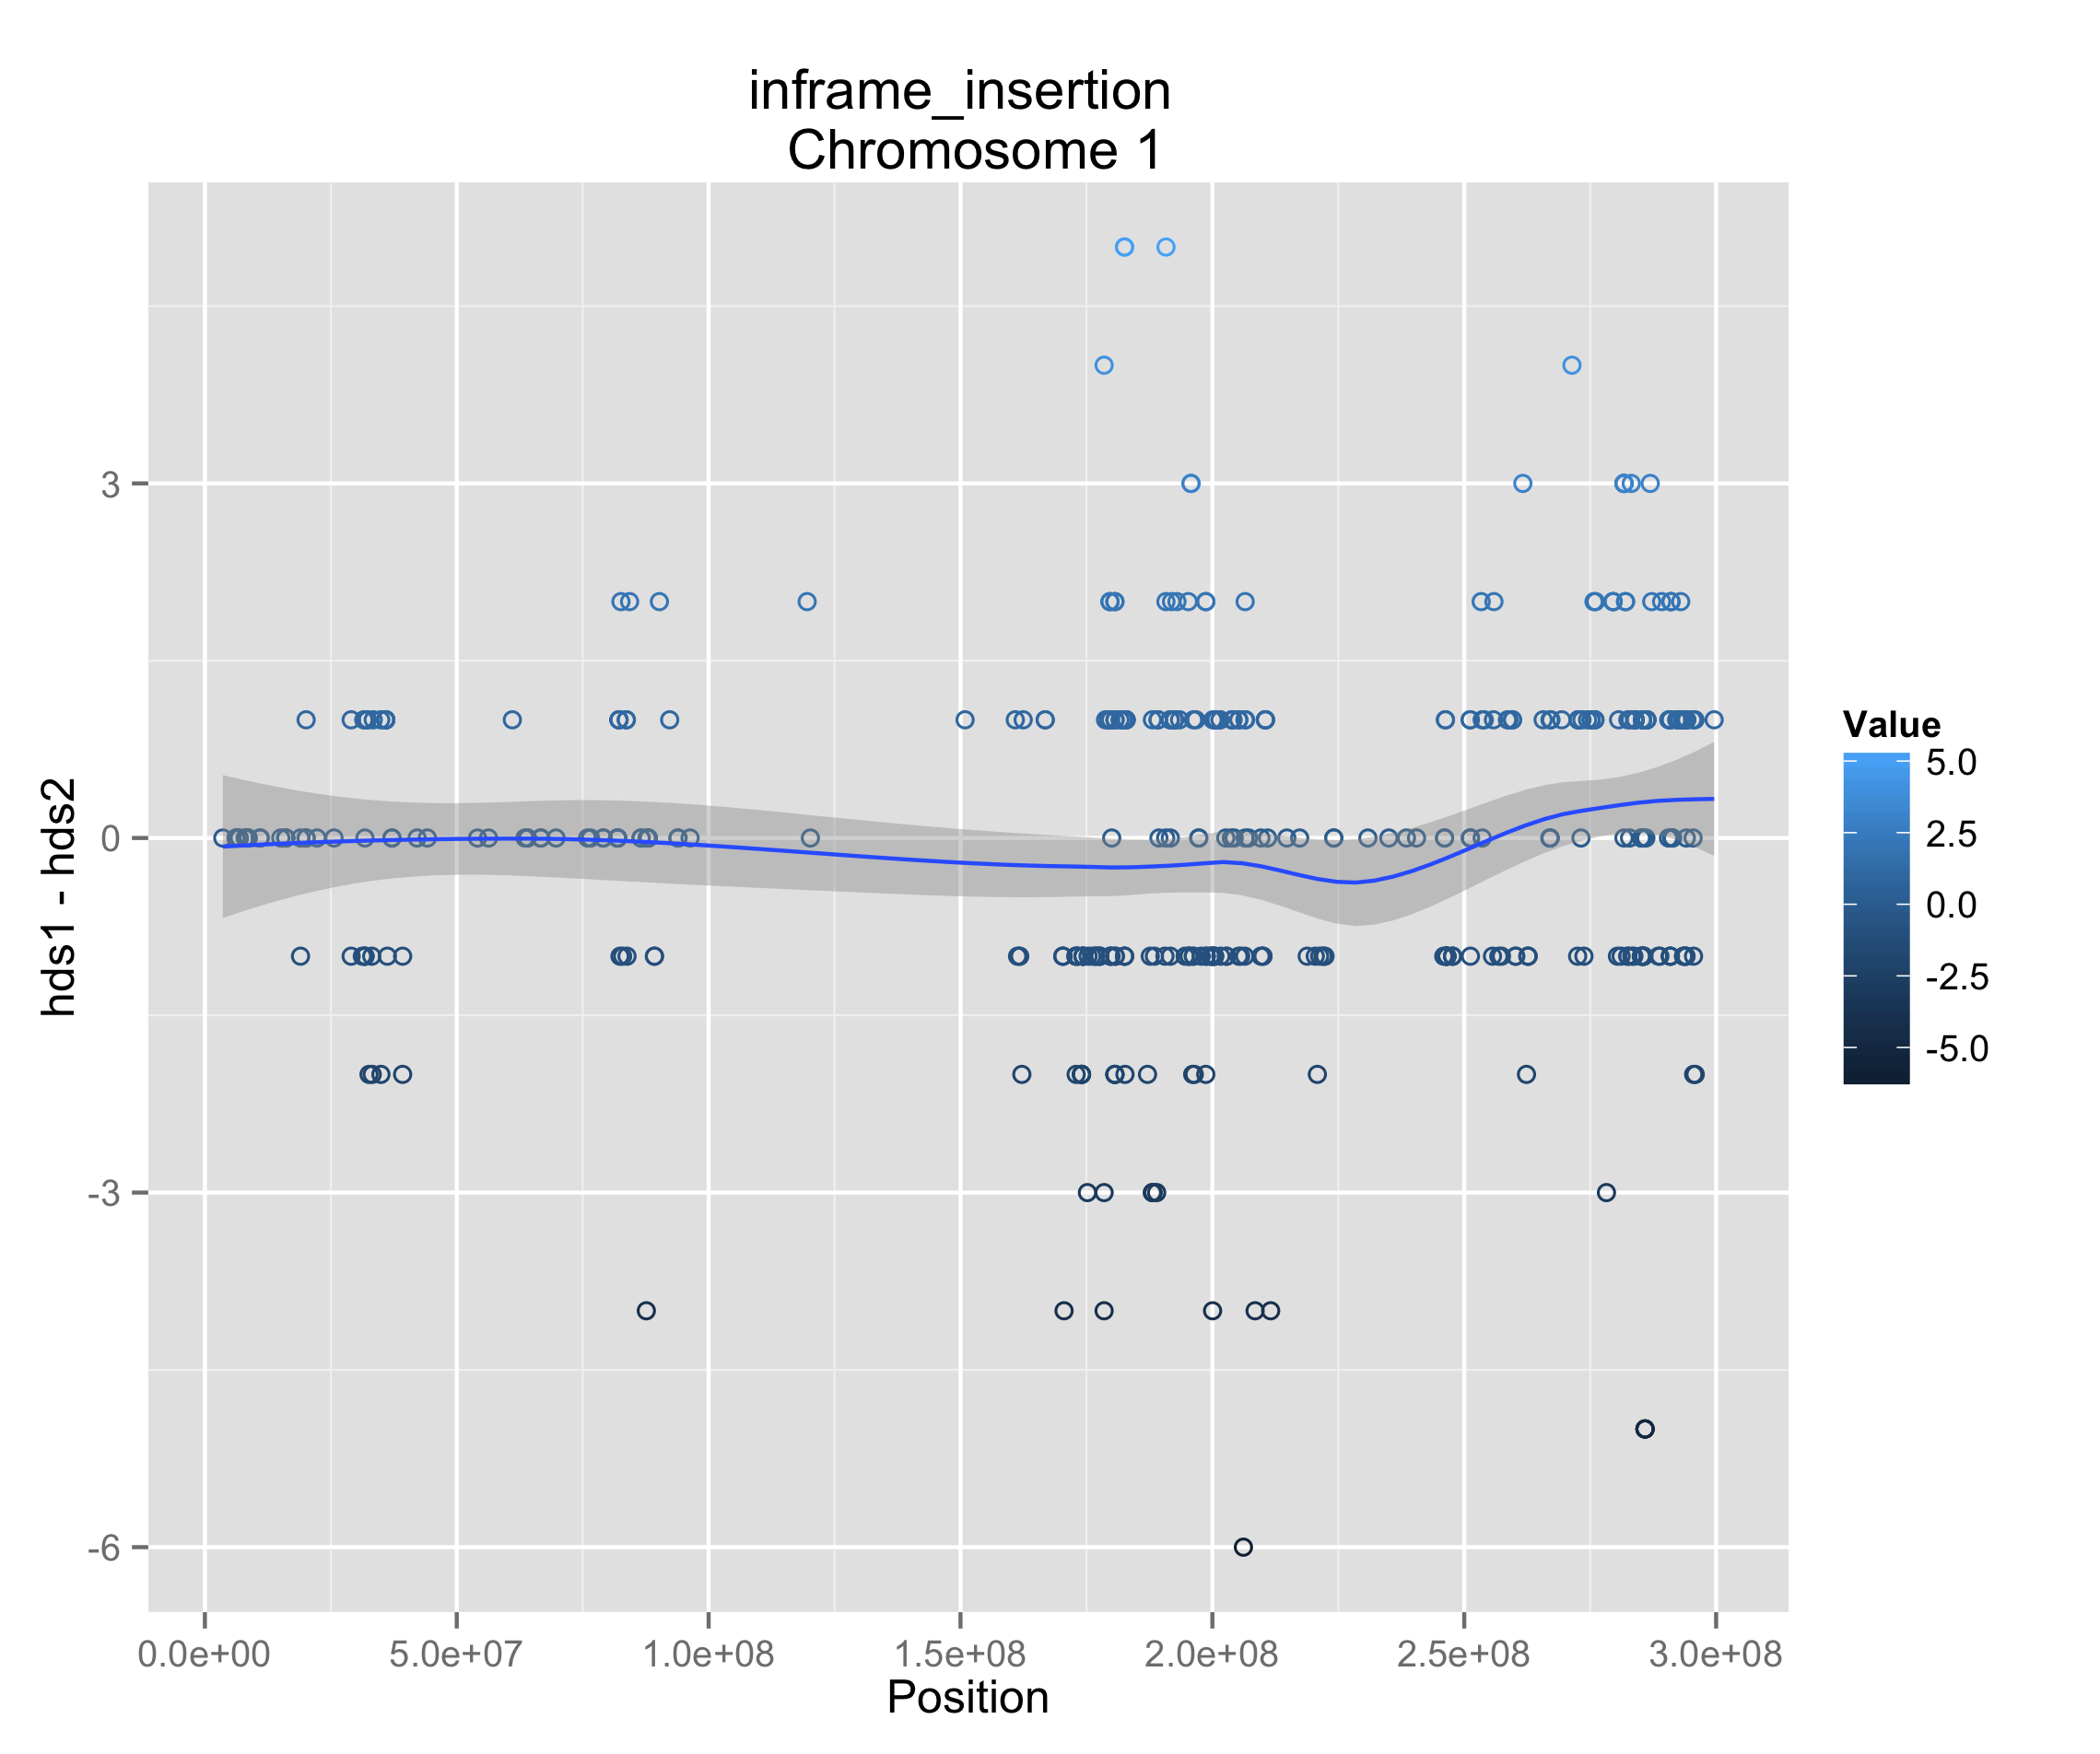 inframe_insertion
Chromosome 1
hds1 - hds2
3
0
-3
-6
0.0e+00 5.0e+07 1.0e+08 1.5e+08 2.0e+08 2.5e+08 3.0e+08
Position
Value
5.0
2.5
0.0
-2.5
-5.0